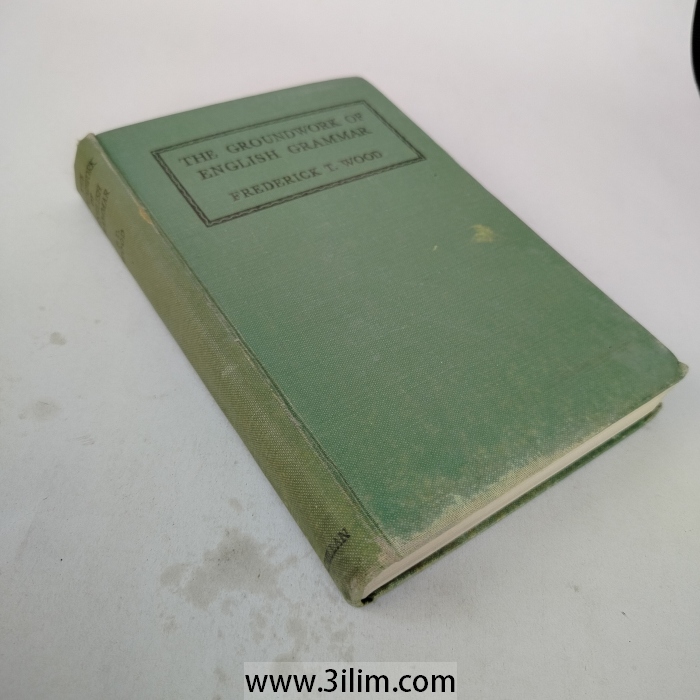 THE GROUNDWORK OF
ENGLISH GRAMMAR
FREDERICK T. WOOD
www.3ilim.com